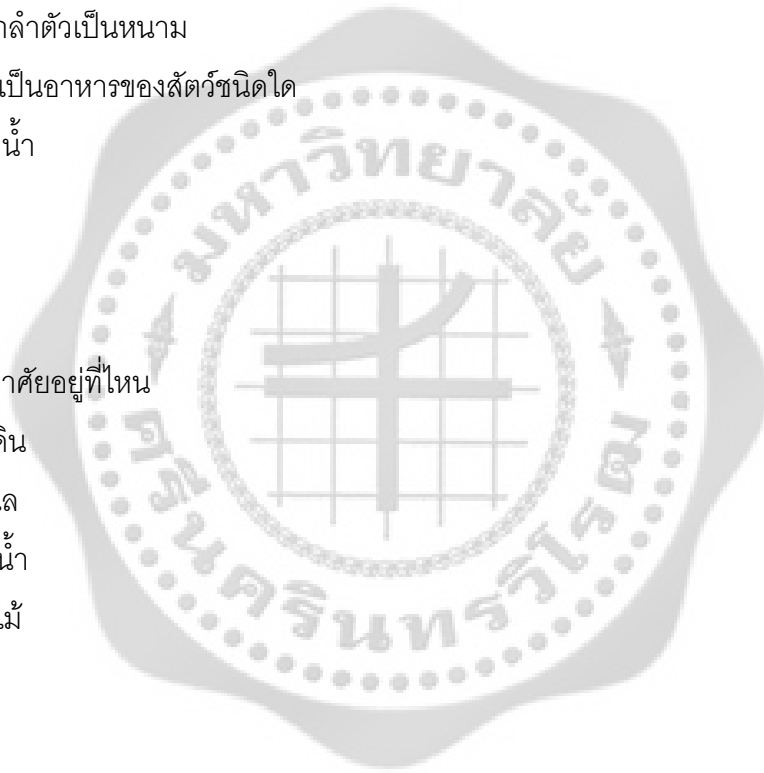 ลำตัวเป็นหนาม
เป็นอาหารของสัตว์ชนิดใด
น้ำ
มหาวิทยาลัย
าศัยอยู่ที่ไหน
ดิน
น้ำ
ศรีนครินทรวิโรฒ